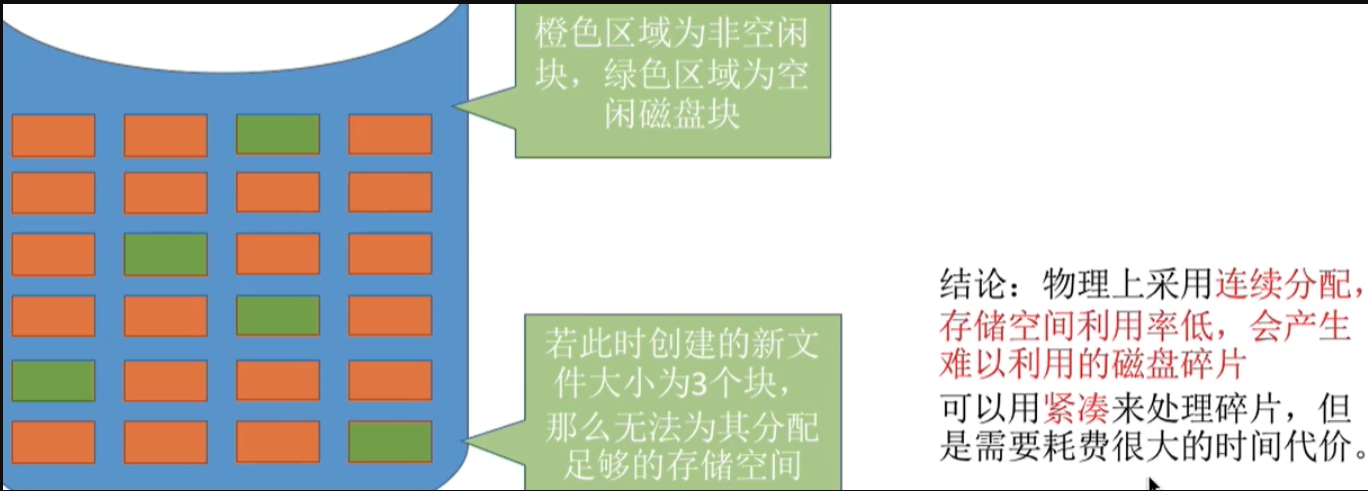 橙色区域为非空闲
块，绿色区域为空
闲磁盘块
若此时创建的新文
件大小为3个块，
那么无法为其分配
足够的存储空间
结论：物理上采用连续分配，
存储空间利用率低，会产生
难以利用的磁盘碎片
可以用紧凑来处理碎片，但
是需要耗费很大的时间代价。